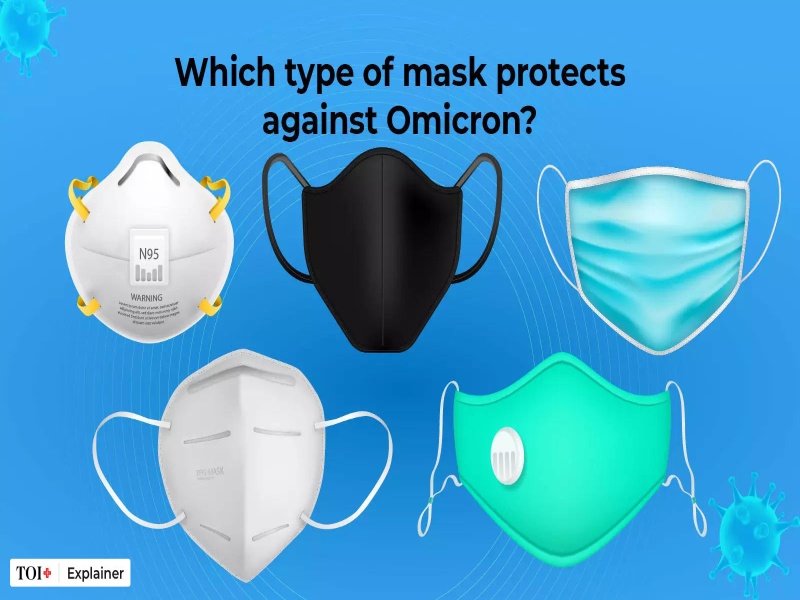 Which type of mask protects
against Omicron?
N95
WARNING
TOI+ Explainer